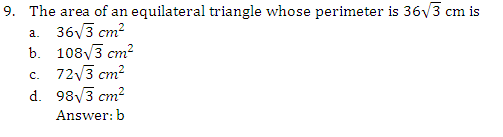 9. The area of an equilateral triangle whose perimeter is 36√3 cm is
a. 36√3 cm²
b. 108√3 cm²
c. 72√3 cm²
d. 98√3 cm²
Answer: b